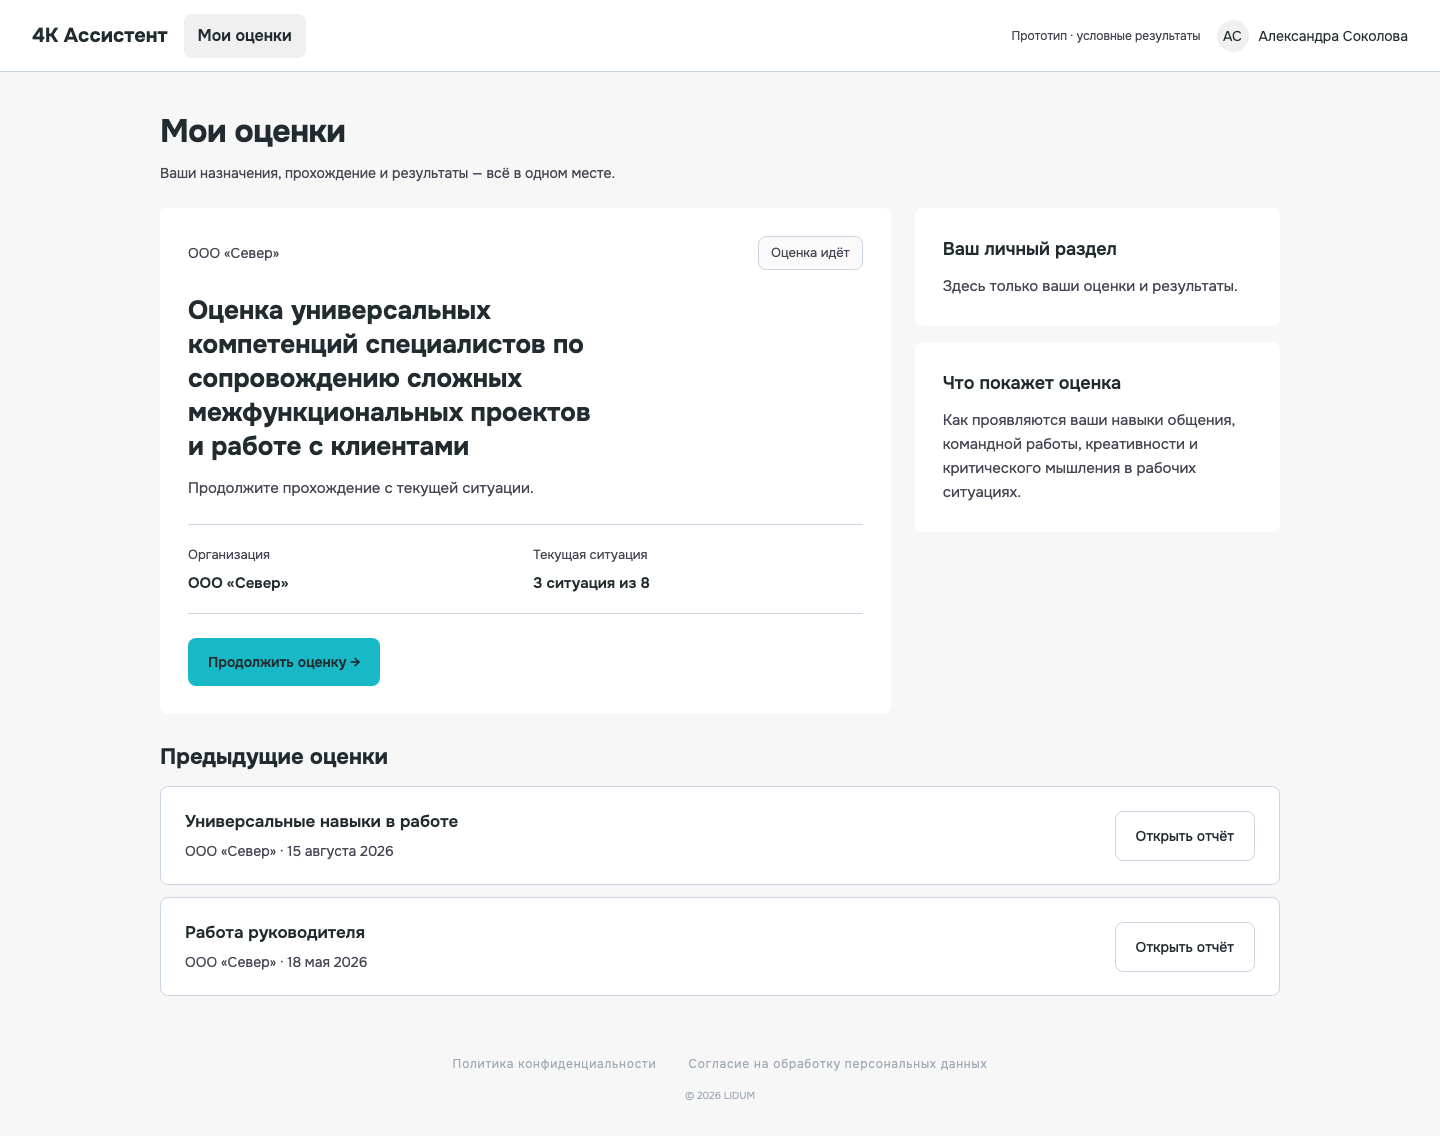 4К Ассистент
Мои оценки
Прототип · условные результаты
АС
Александра Соколова
Мои оценки
Ваши назначения, прохождение и результаты — всё в одном месте.
ООО «Север»
Оценка идёт
Оценка универсальных
компетенций специалистов по
сопровождению сложных
межфункциональных проектов
и работе с клиентами
Продолжите прохождение с текущей ситуации.
Организация
ООО «Север»
Текущая ситуация
3 ситуация из 8
Продолжить оценку →
Ваш личный раздел
Здесь только ваши оценки и результаты.
Что покажет оценка
Как проявляются ваши навыки общения,
командной работы, креативности и
критического мышления в рабочих
ситуациях.
Предыдущие оценки
Универсальные навыки в работе
ООО «Север» · 15 августа 2026
Открыть отчёт
Работа руководителя
ООО «Север» · 18 мая 2026
Открыть отчёт
Политика конфиденциальности
Согласие на обработку персональных данных
© 2026 LIDUM